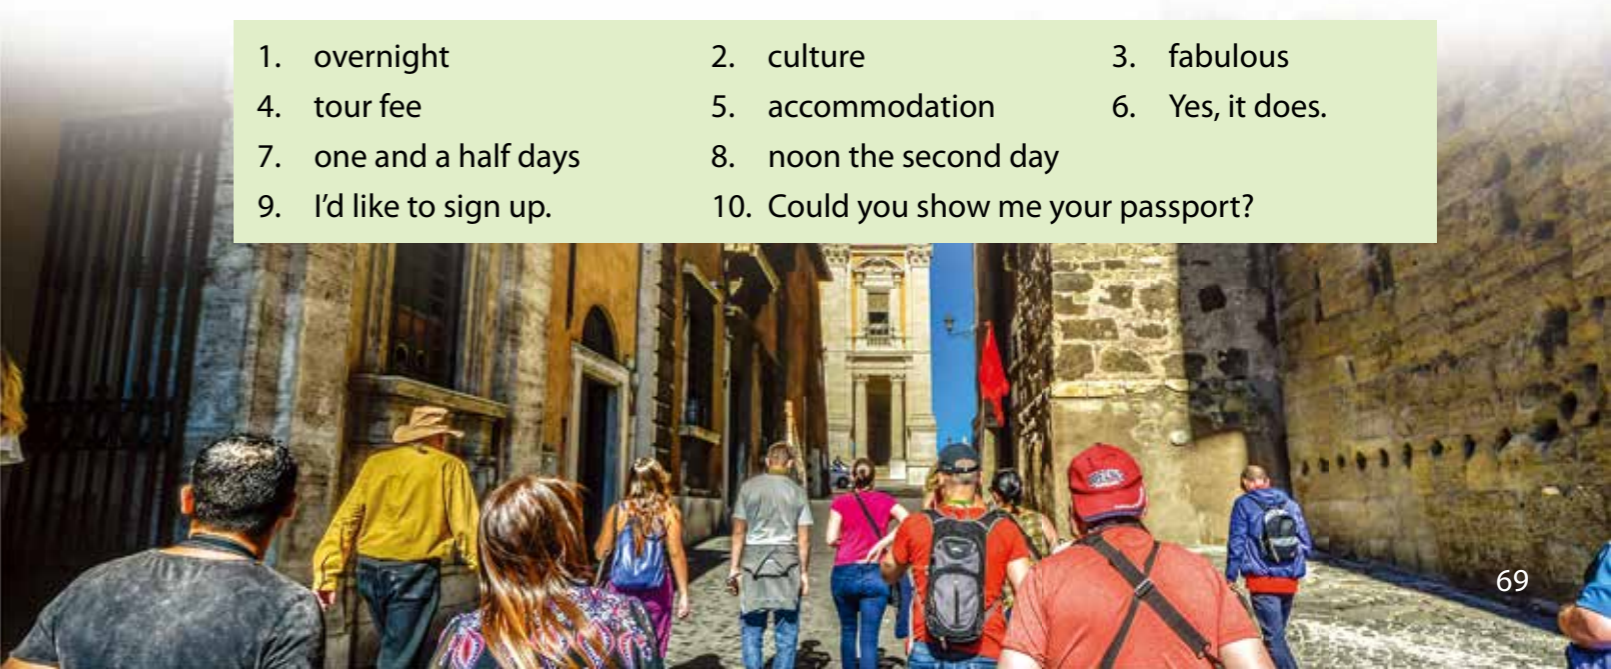 1. overnight 2. culture 3. fabulous
4. tour fee 5. accommodation 6. Yes, it does.
7. one and a half days 8. noon the second day
9. I'd like to sign up. 10. Could you show me your passport?
69